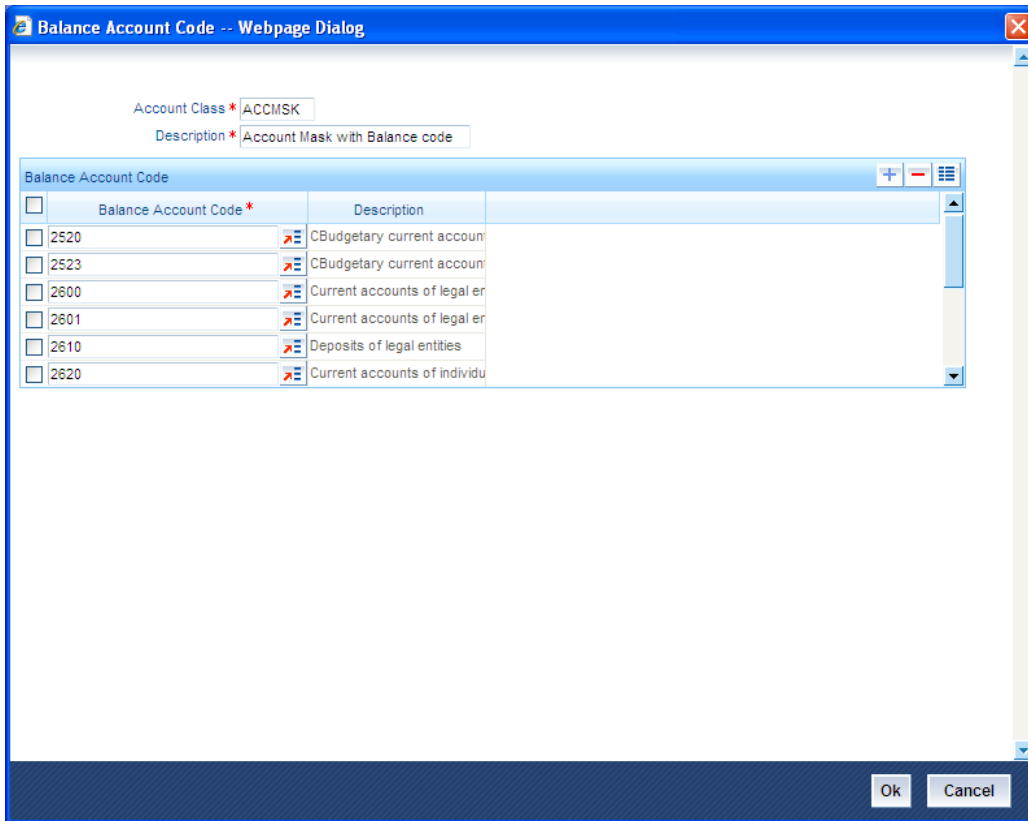 Balance Account Code -- Webpage Dialog
Account Class * ACCMSK
Description * Account Mask with Balance code
Balance Account Code
Balance Account Code * Description
2520 CBudgetary current accoun
2523 CBudgetary current accoun
2600 Current accounts of legal er
2601 Current accounts of legal er
2610 Deposits of legal entities
2620 Current accounts of individu
Ok Cancel